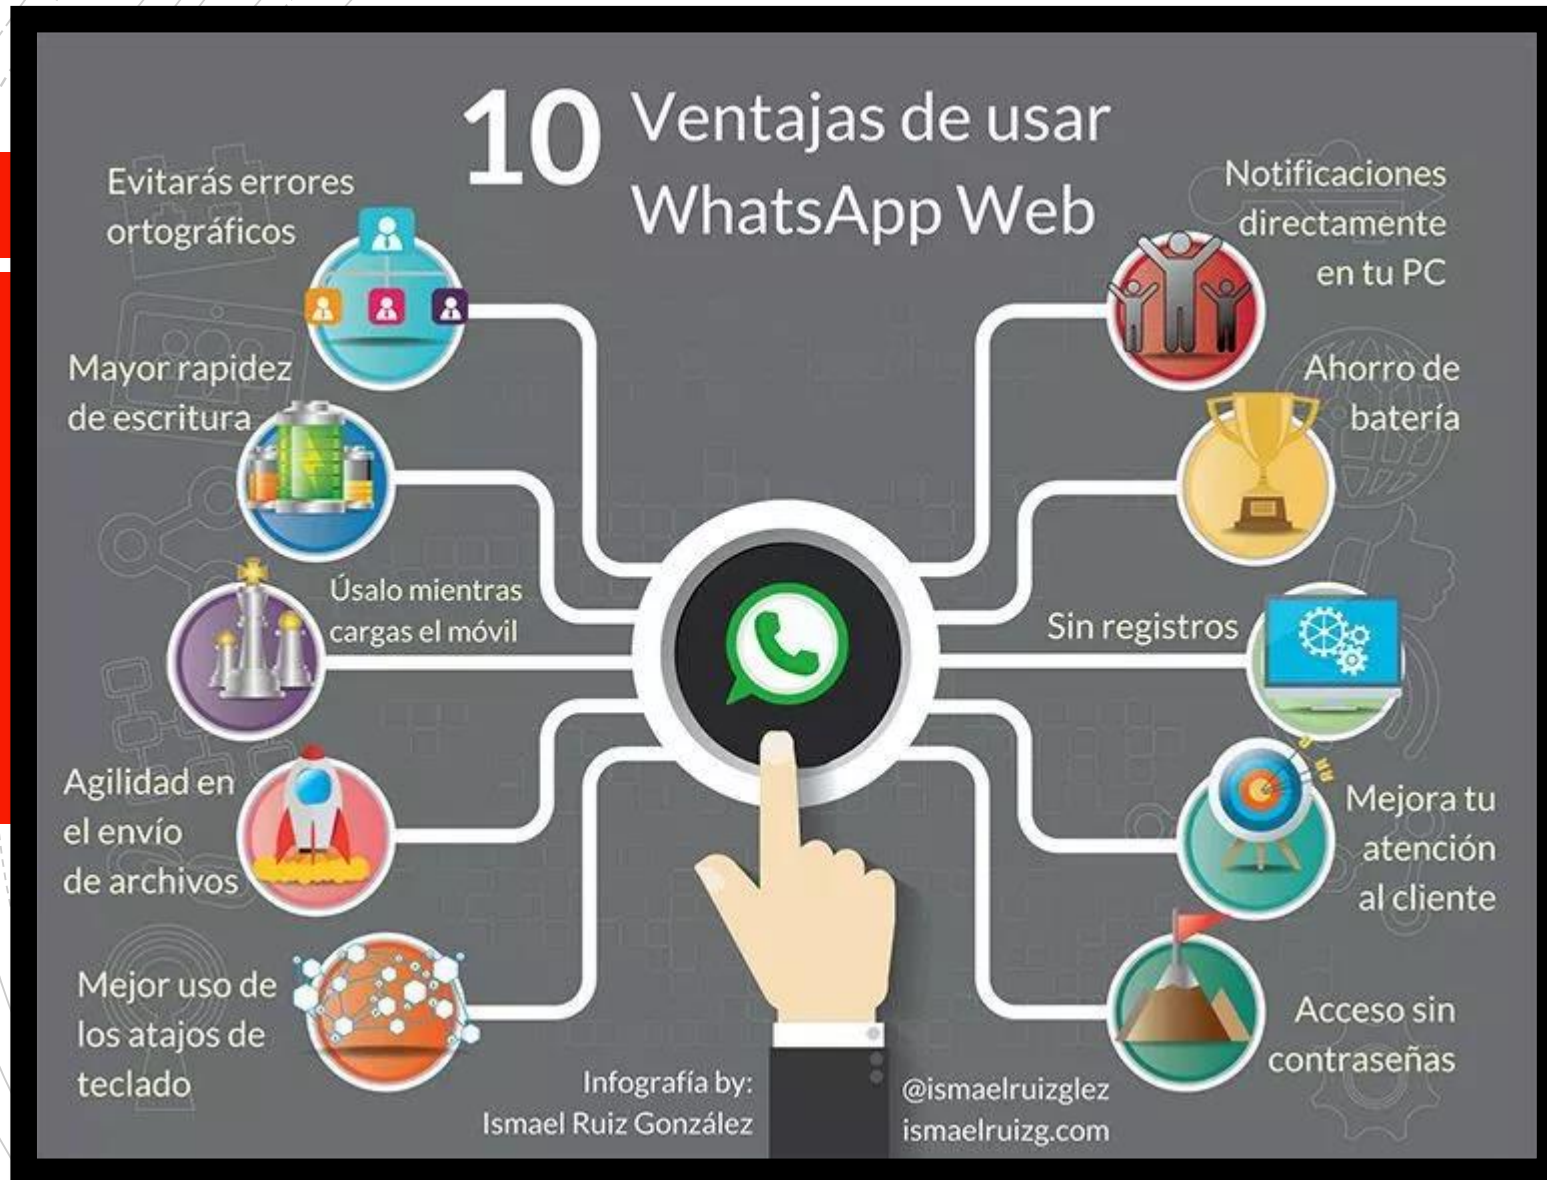 10 Ventajas de usar
WhatsApp Web
Evitarás errores
ortográficos
Mayor rapidez
de escritura
Úsalo mientras
cargas el móvil
Agilidad en
el envío
de archivos
Mejor uso de
los atajos de
teclado
Notificaciones
directamente
en tu PC
Ahorro de
batería
Sin registros
Mejora tu
atención
al cliente
Acceso sin
contraseñas
Infografía by:
Ismael Ruiz González
@ismaelruizglez
ismaelruizg.com